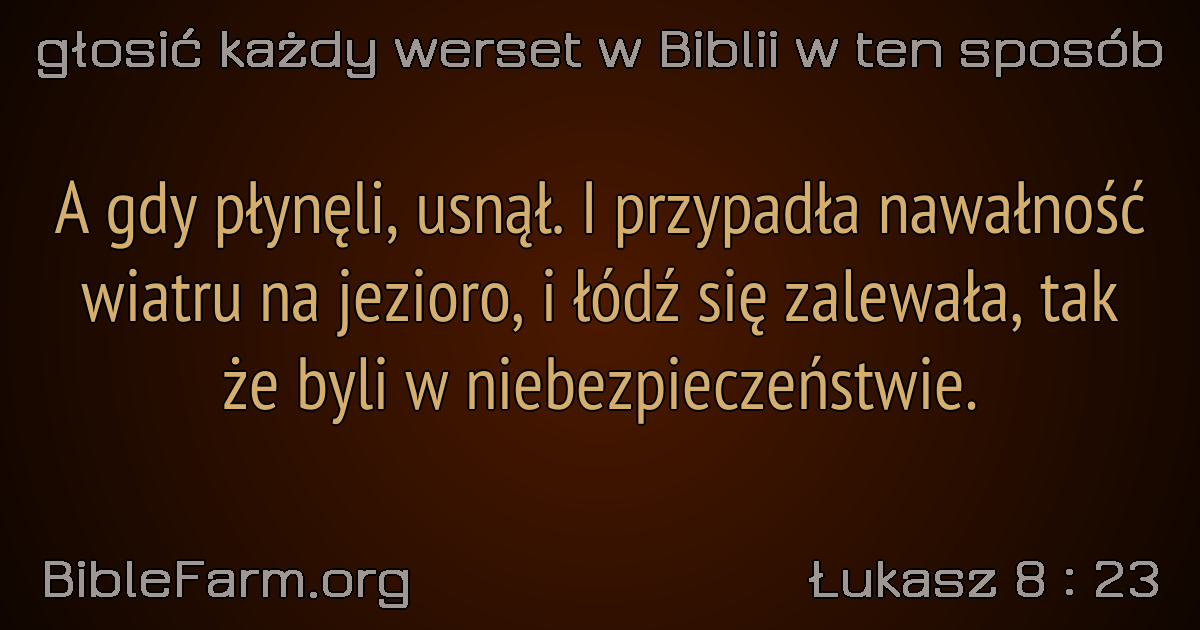 głosić każdy werset w Biblii w ten sposób
A gdy płynęli, usnął. I przypadła nawałność
wiatru na jezioro, i łódź się zalewała, tak
że byli w niebezpieczeństwie.
BibleFarm.org
Łukasz 8 : 23